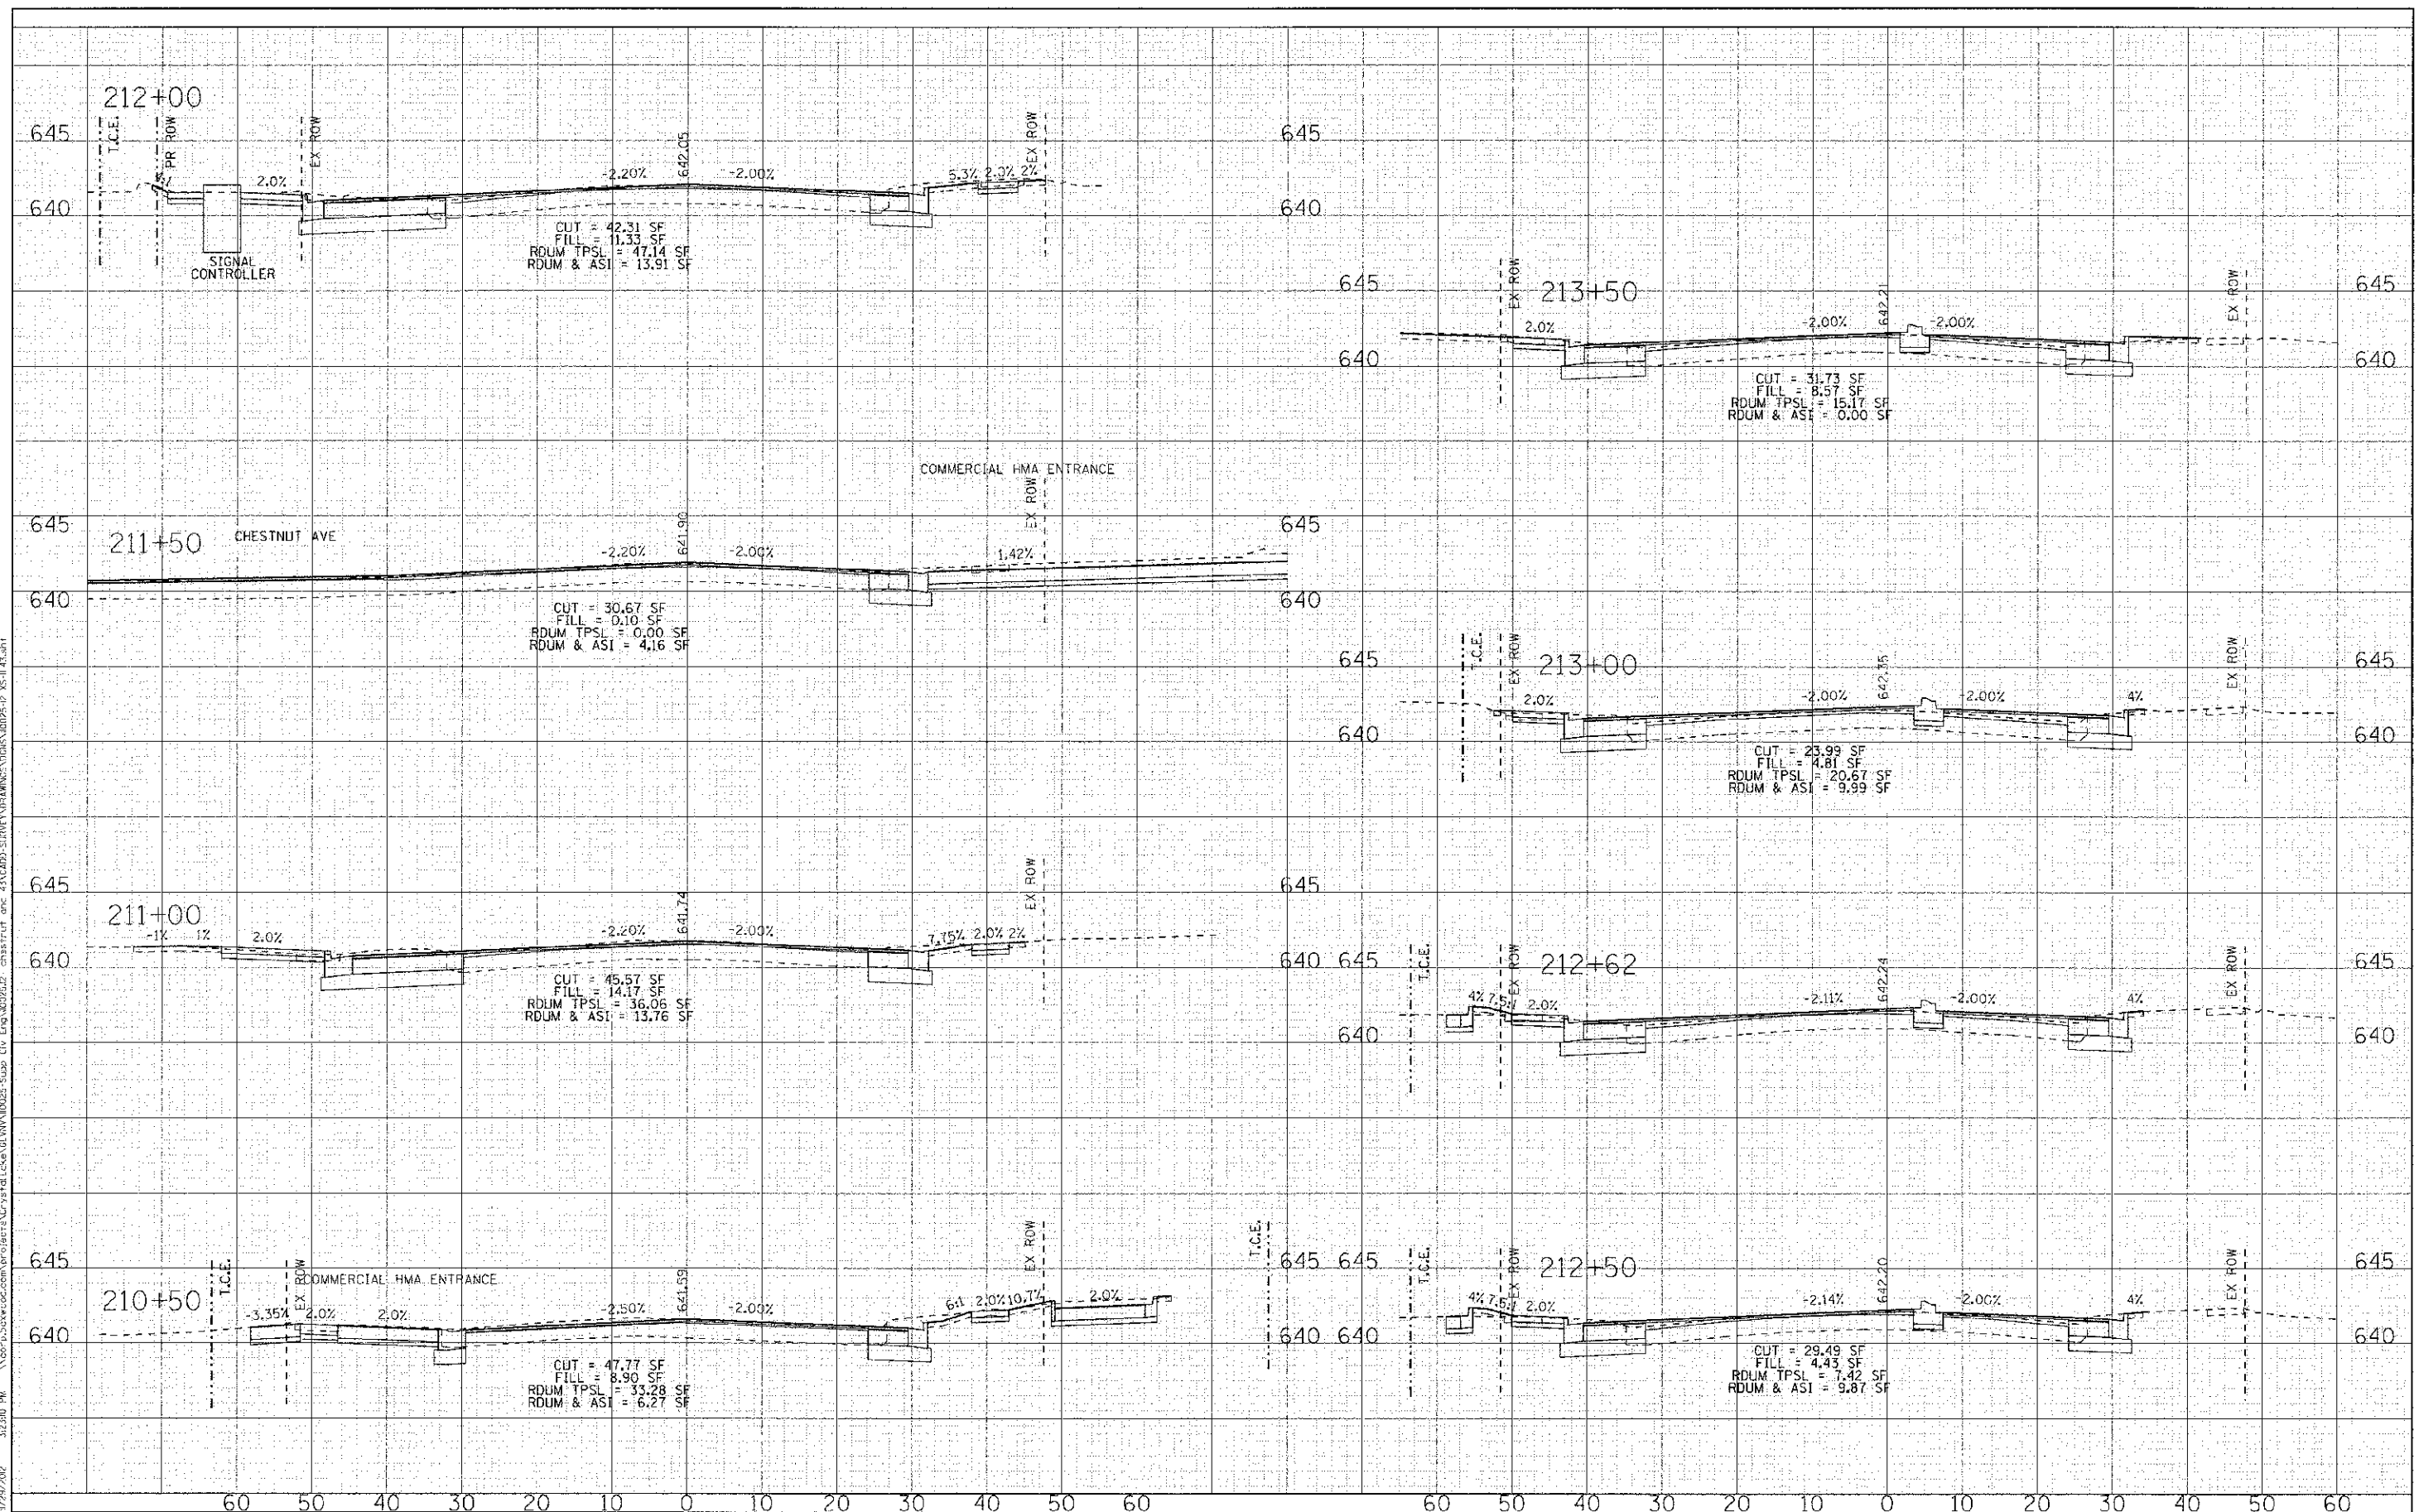 212+00
T.C.E.
PR ROW
EX ROW
645
2.0%
-2.20%
642.05
-2.00%
5.3% 2.0% 2%
EX ROW
645
640
640
SIGNAL
CONTROLLER
CUT = 42.31 SF
FILL = 11.33 SF
RDUM TPSL = 47.14 SF
RDUM & ASI = 13.91 SF
COMMERCIAL HMA ENTRANCE
EX ROW
645
211+50
CHESTNUT AVE
-2.20%
641.90
-2.00%
1.42%
645
640
640
CUT = 30.67 SF
FILL = 0.10 SF
RDUM TPSL = 0.00 SF
RDUM & ASI = 4.16 SF
EX ROW
645
211+00
-1% 1% 2.0%
-2.20%
641.74
-2.00%
7.75% 2.0% 2%
645
640
640
CUT = 45.57 SF
FILL = 14.17 SF
RDUM TPSL = 36.06 SF
RDUM & ASI = 13.76 SF
T.C.E.
EX ROW
COMMERCIAL HMA ENTRANCE
EX ROW
T.C.E.
645
210+50
-3.35% 2.0% 2.0%
-2.50%
641.59
-2.00%
6:1 2.0% 10.7% 2.0%
645
640
640
CUT = 47.77 SF
FILL = 8.90 SF
RDUM TPSL = 33.28 SF
RDUM & ASI = 6.27 SF
60 50 40 30 20 10 0 10 20 30 40 50 60
EX ROW
645
213+50
2.0%
-2.00%
642.21
-2.00%
EX ROW
645
640
640
CUT = 31.73 SF
FILL = 8.57 SF
RDUM TPSL = 15.17 SF
RDUM & ASI = 0.00 SF
T.C.E.
EX ROW
645
213+00
2.0%
-2.00%
642.35
-2.00%
4%
EX ROW
645
640
640
CUT = 23.99 SF
FILL = 4.81 SF
RDUM TPSL = 20.67 SF
RDUM & ASI = 9.99 SF
T.C.E.
EX ROW
645
212+62
4% 7.5:1 2.0%
-2.11%
642.24
-2.00%
4%
EX ROW
645
640
640
T.C.E.
EX ROW
645
212+50
4% 7.5:1 2.0%
-2.14%
642.20
-2.00%
4%
EX ROW
645
640
640
CUT = 29.49 SF
FILL = 4.43 SF
RDUM TPSL = 7.42 SF
RDUM & ASI = 9.87 SF
60 50 40 30 20 10 0 10 20 30 40 50 60